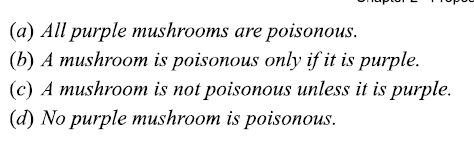 (a) All purple mushrooms are poisonous.
(b) A mushroom is poisonous only if it is purple.
(c) A mushroom is not poisonous unless it is purple.
(d) No purple mushroom is poisonous.